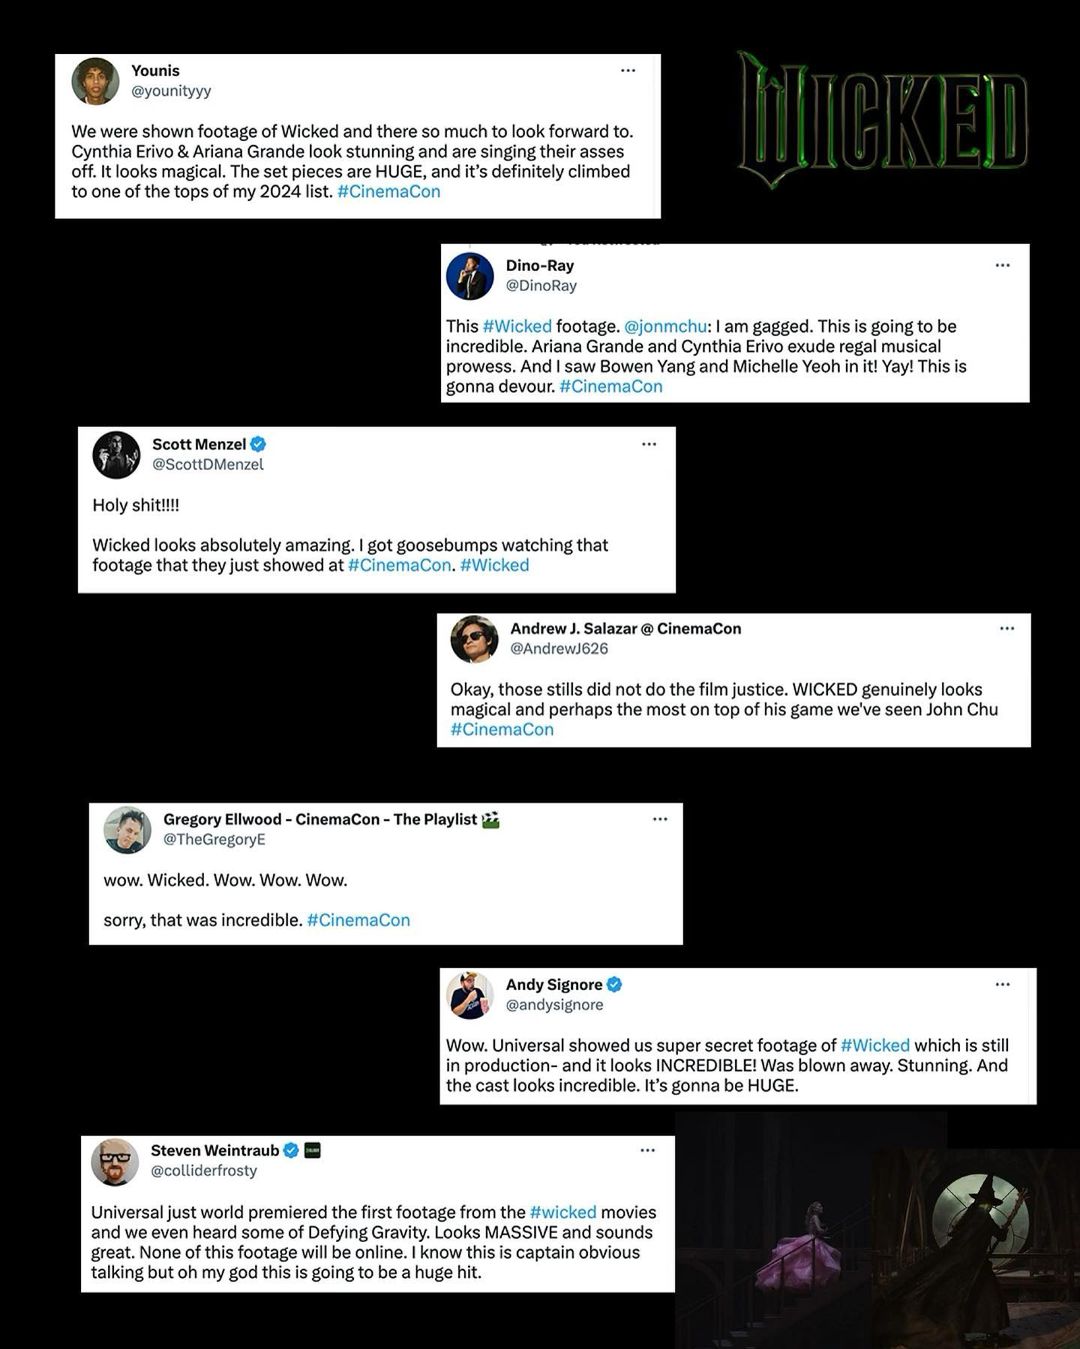 WICKED
Younis
@younityyy
We were shown footage of Wicked and there so much to look forward to.
Cynthia Erivo & Ariana Grande look stunning and are singing their asses
off. It looks magical. The set pieces are HUGE, and it's definitely climbed
to one of the tops of my 2024 list. #CinemaCon
Dino-Ray
@DinoRay
This #Wicked footage. @jonmchu: I am gagged. This is going to be
incredible. Ariana Grande and Cynthia Erivo exude regal musical
prowess. And I saw Bowen Yang and Michelle Yeoh in it! Yay! This is
gonna devour. #CinemaCon
Scott Menzel
@ScottDMenzel
Holy shit!!!!
Wicked looks absolutely amazing. I got goosebumps watching that
footage that they just showed at #CinemaCon. #Wicked
Andrew J. Salazar @ CinemaCon
@AndrewJ626
Okay, those stills did not do the film justice. WICKED genuinely looks
magical and perhaps the most on top of his game we've seen John Chu
#CinemaCon
Gregory Ellwood - CinemaCon - The Playlist
@TheGregoryE
wow. Wicked. Wow. Wow. Wow.
sorry, that was incredible. #CinemaCon
Andy Signore
@andysignore
Wow. Universal showed us super secret footage of #Wicked which is still
in production- and it looks INCREDIBLE! Was blown away. Stunning. And
the cast looks incredible. It's gonna be HUGE.
Steven Weintraub
@colliderfrosty
Universal just world premiered the first footage from the #wicked movies
and we even heard some of Defying Gravity. Looks MASSIVE and sounds
great. None of this footage will be online. I know this is captain obvious
talking but oh my god this is going to be a huge hit.